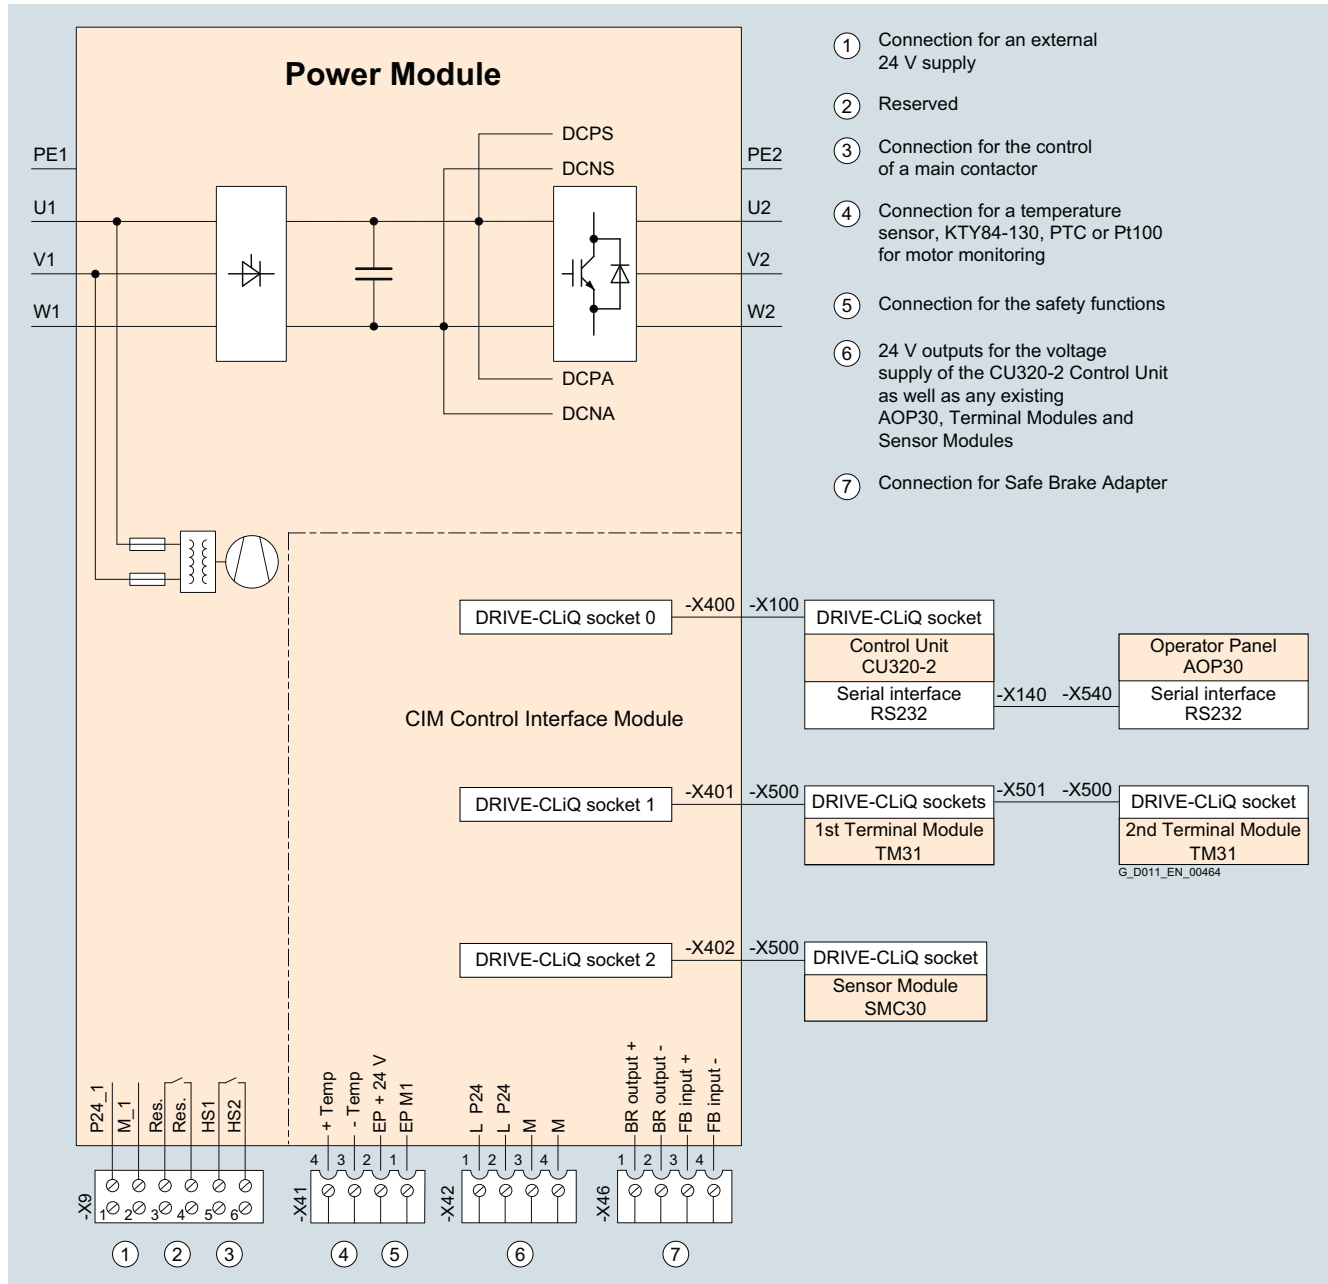 Power Module
PE1
U1
V1
W1
DCPS
DCNS
DCPA
DCNA
PE2
U2
V2
W2
1 Connection for an external
24 V supply
2 Reserved
3 Connection for the control
of a main contactor
4 Connection for a temperature
sensor, KTY84-130, PTC or Pt100
for motor monitoring
5 Connection for the safety functions
6 24 V outputs for the voltage
supply of the CU320-2 Control Unit
as well as any existing
AOP30, Terminal Modules and
Sensor Modules
7 Connection for Safe Brake Adapter
DRIVE-CLiQ socket 0
-X400 -X100
DRIVE-CLiQ socket
Control Unit
CU320-2
Serial interface
RS232
-X140 -X540
Operator Panel
AOP30
Serial interface
RS232
CIM Control Interface Module
DRIVE-CLiQ socket 1
-X401 -X500
DRIVE-CLiQ sockets
1st Terminal Module
TM31
-X501 -X500
DRIVE-CLiQ socket
2nd Terminal Module
TM31
G_D011_EN_00464
DRIVE-CLiQ socket 2
-X402 -X500
DRIVE-CLiQ socket
Sensor Module
SMC30
P24_1
M_1
Res.
Res.
HS1
HS2
+ Temp
- Temp
EP + 24 V
EP M1
L P24
L P24
M
M
BR output +
BR output -
FB input +
FB input -
-X9
1 2 3 4 5 6
-X41
4 3 2 1
-X42
1 2 3 4
-X46
1 2 3 4
1 2 3 4 5 6 7